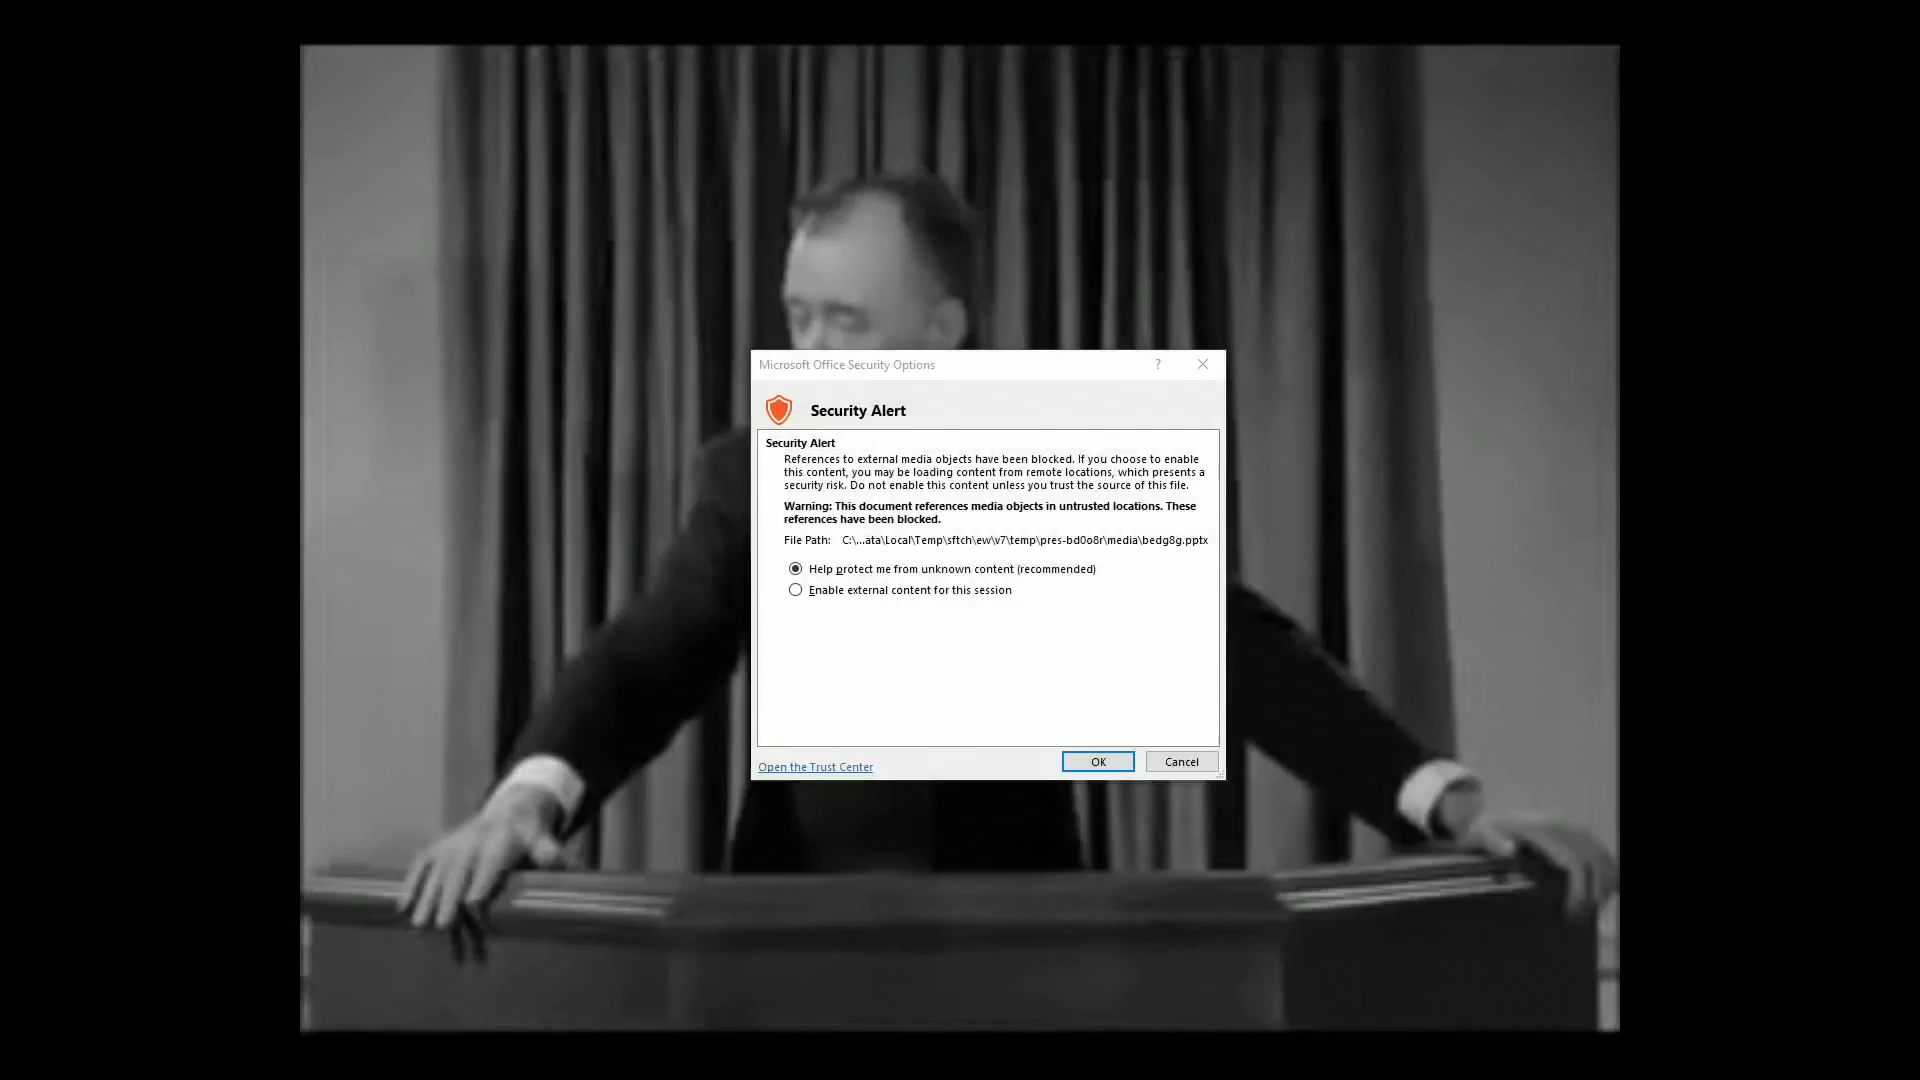 Microsoft Office Security Options
?
Security Alert
Security Alert
References to external media objects have been blocked. If you choose to enable
this content, you may be loading content from remote locations, which presents a
security risk. Do not enable this content unless you trust the source of this file.
Warning: This document references media objects in untrusted locations. These
references have been blocked.
File Path: C:\...ata\Local\Temp\sftch\ew\v7\temp\pres-bd0o8r\media\bedg8g.pptx
Help protect me from unknown content (recommended)
Enable external content for this session
Open the Trust Center
OK
Cancel